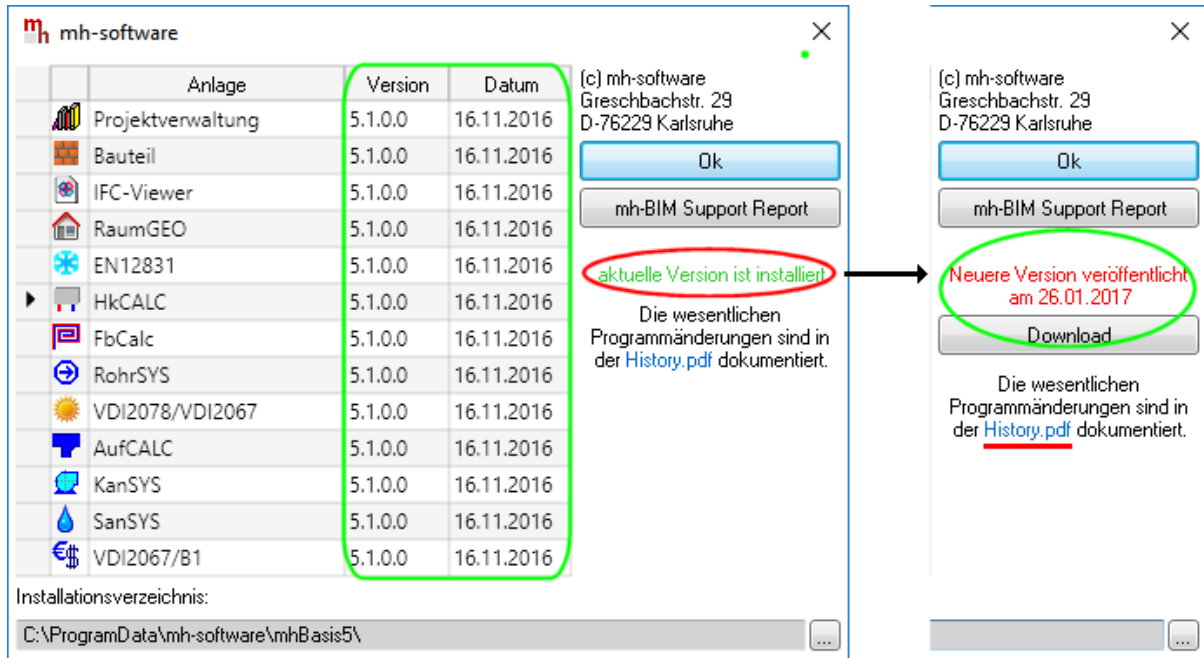 mh mh-software
Anlage Version Datum
Projektverwaltung 5.1.0.0 16.11.2016
Bauteil 5.1.0.0 16.11.2016
IFC-Viewer 5.1.0.0 16.11.2016
RaumGEO 5.1.0.0 16.11.2016
EN12831 5.1.0.0 16.11.2016
HkCALC 5.1.0.0 16.11.2016
FbCalc 5.1.0.0 16.11.2016
RohrSYS 5.1.0.0 16.11.2016
VDI2078/VDI2067 5.1.0.0 16.11.2016
AufCALC 5.1.0.0 16.11.2016
KanSYS 5.1.0.0 16.11.2016
SanSYS 5.1.0.0 16.11.2016
€$ VDI2067/B1 5.1.0.0 16.11.2016
(c) mh-software
Greschbachstr. 29
D-76229 Karlsruhe
Ok
mh-BIM Support Report
aktuelle Version ist installiert
Die wesentlichen
Programmänderungen sind in
der History.pdf dokumentiert.
Installationsverzeichnis:
C:\ProgramData\mh-software\mhBasis5\
...
(c) mh-software
Greschbachstr. 29
D-76229 Karlsruhe
Ok
mh-BIM Support Report
Neuere Version veröffentlicht
am 26.01.2017
Download
Die wesentlichen
Programmänderungen sind in
der History.pdf dokumentiert.
...